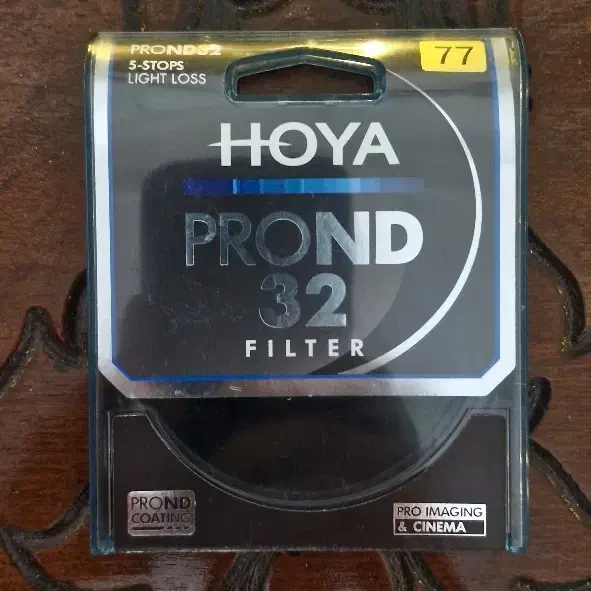 PROND32
5-STOPS
LIGHT LOSS
77
HOYA
PROND
32
FILTER
PROND
COATING
PRO IMAGING
& CINEMA